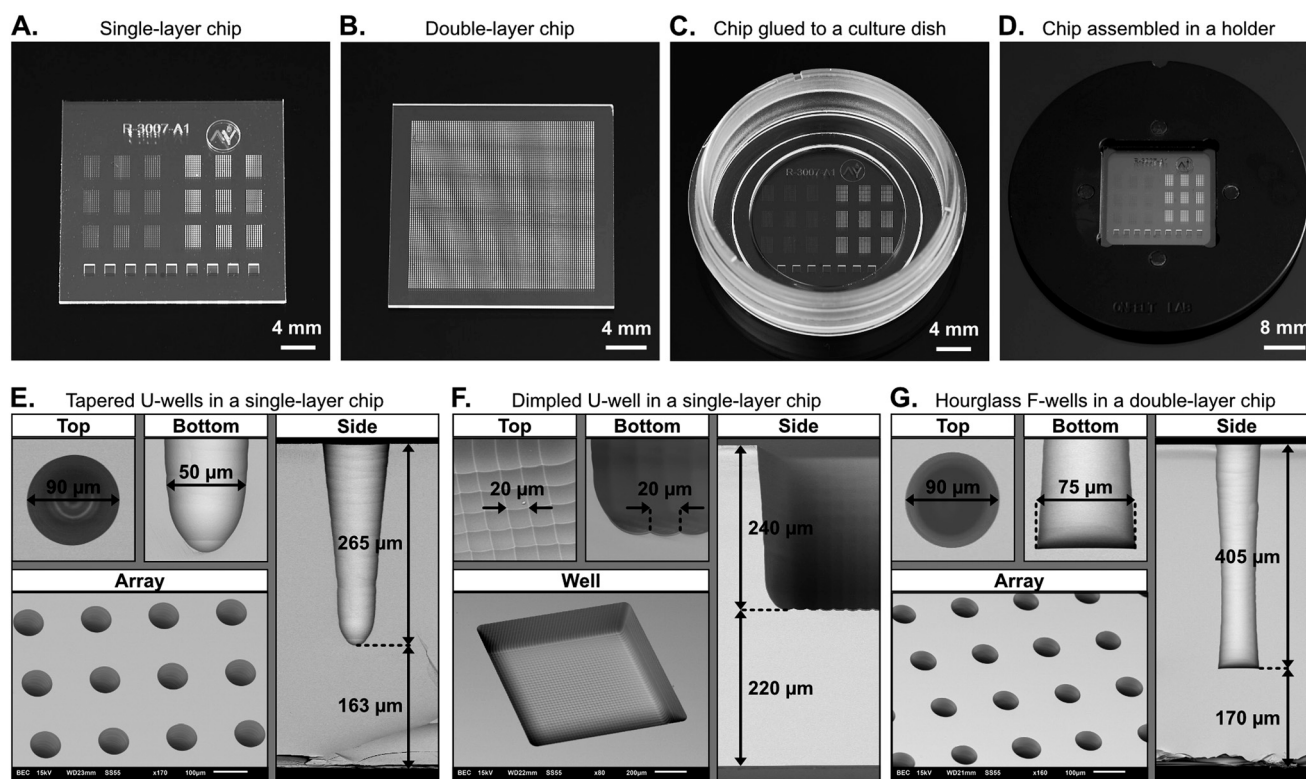 A. Single-layer chip
B. Double-layer chip
C. Chip glued to a culture dish
D. Chip assembled in a holder
R-3007-A1
4 mm
4 mm
R-3007-A1
4 mm
8 mm
E. Tapered U-wells in a single-layer chip
Top
Bottom
Side
90 µm
50 µm
265 µm
163 µm
Array
BEC 15kV WD23mm SS55 x170 100µm
F. Dimpled U-well in a single-layer chip
Top
Bottom
Side
20 µm
20 µm
240 µm
220 µm
Well
BEC 15kV WD22mm SS55 x80 200µm
G. Hourglass F-wells in a double-layer chip
Top
Bottom
Side
90 µm
75 µm
405 µm
170 µm
Array
BEC 15kV WD21mm SS55 x160 100µm